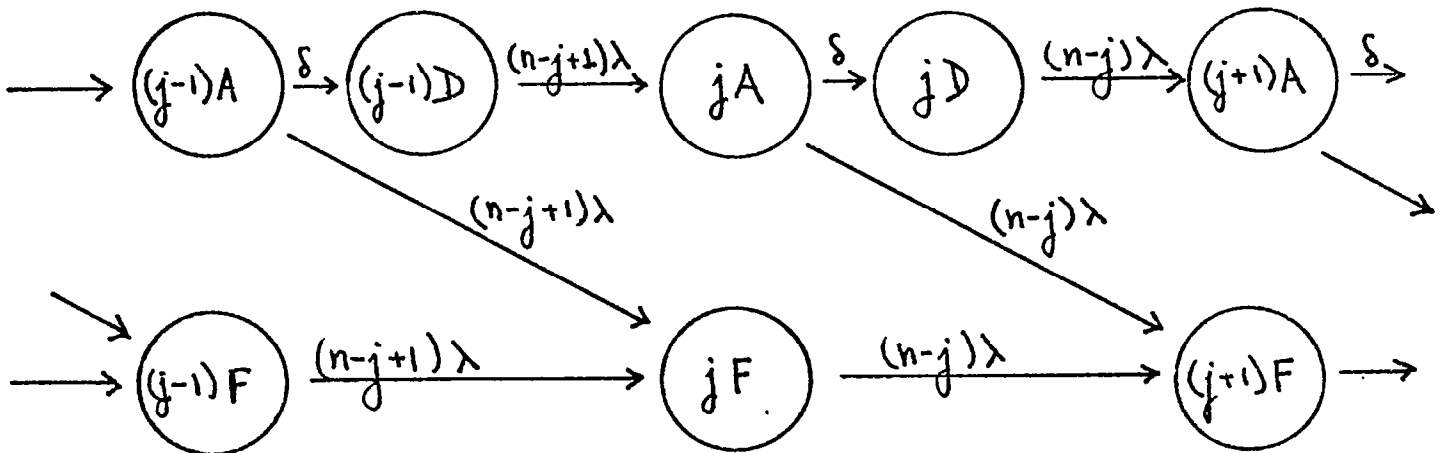 (j-1)A δ (j-1)D (n-j+1)λ jA δ jD (n-j)λ (j+1)A δ
(n-j+1)λ (n-j)λ
(j-1)F (n-j+1)λ jF (n-j)λ (j+1)F